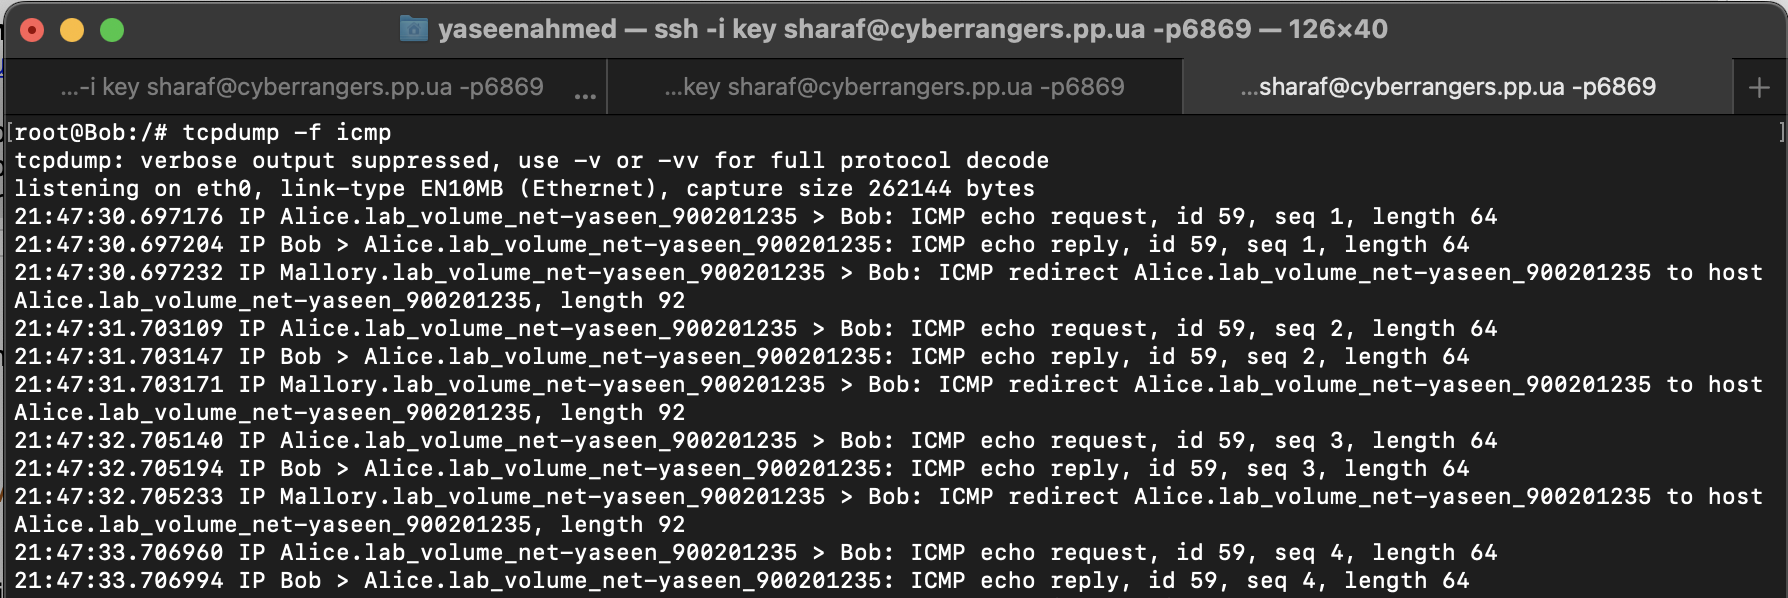 yaseenahmed — ssh -i key sharaf@cyberrangers.pp.ua -p6869 — 126×40
...-i key sharaf@cyberrangers.pp.ua -p6869 ...
...key sharaf@cyberrangers.pp.ua -p6869
...sharaf@cyberrangers.pp.ua -p6869
+
[root@Bob:/# tcpdump -f icmp ]
tcpdump: verbose output suppressed, use -v or -vv for full protocol decode
listening on eth0, link-type EN10MB (Ethernet), capture size 262144 bytes
21:47:30.697176 IP Alice.lab_volume_net-yaseen_900201235 > Bob: ICMP echo request, id 59, seq 1, length 64
21:47:30.697204 IP Bob > Alice.lab_volume_net-yaseen_900201235: ICMP echo reply, id 59, seq 1, length 64
21:47:30.697232 IP Mallory.lab_volume_net-yaseen_900201235 > Bob: ICMP redirect Alice.lab_volume_net-yaseen_900201235 to host
Alice.lab_volume_net-yaseen_900201235, length 92
21:47:31.703109 IP Alice.lab_volume_net-yaseen_900201235 > Bob: ICMP echo request, id 59, seq 2, length 64
21:47:31.703147 IP Bob > Alice.lab_volume_net-yaseen_900201235: ICMP echo reply, id 59, seq 2, length 64
21:47:31.703171 IP Mallory.lab_volume_net-yaseen_900201235 > Bob: ICMP redirect Alice.lab_volume_net-yaseen_900201235 to host
Alice.lab_volume_net-yaseen_900201235, length 92
21:47:32.705140 IP Alice.lab_volume_net-yaseen_900201235 > Bob: ICMP echo request, id 59, seq 3, length 64
21:47:32.705194 IP Bob > Alice.lab_volume_net-yaseen_900201235: ICMP echo reply, id 59, seq 3, length 64
21:47:32.705233 IP Mallory.lab_volume_net-yaseen_900201235 > Bob: ICMP redirect Alice.lab_volume_net-yaseen_900201235 to host
Alice.lab_volume_net-yaseen_900201235, length 92
21:47:33.706960 IP Alice.lab_volume_net-yaseen_900201235 > Bob: ICMP echo request, id 59, seq 4, length 64
21:47:33.706994 IP Bob > Alice.lab_volume_net-yaseen_900201235: ICMP echo reply, id 59, seq 4, length 64